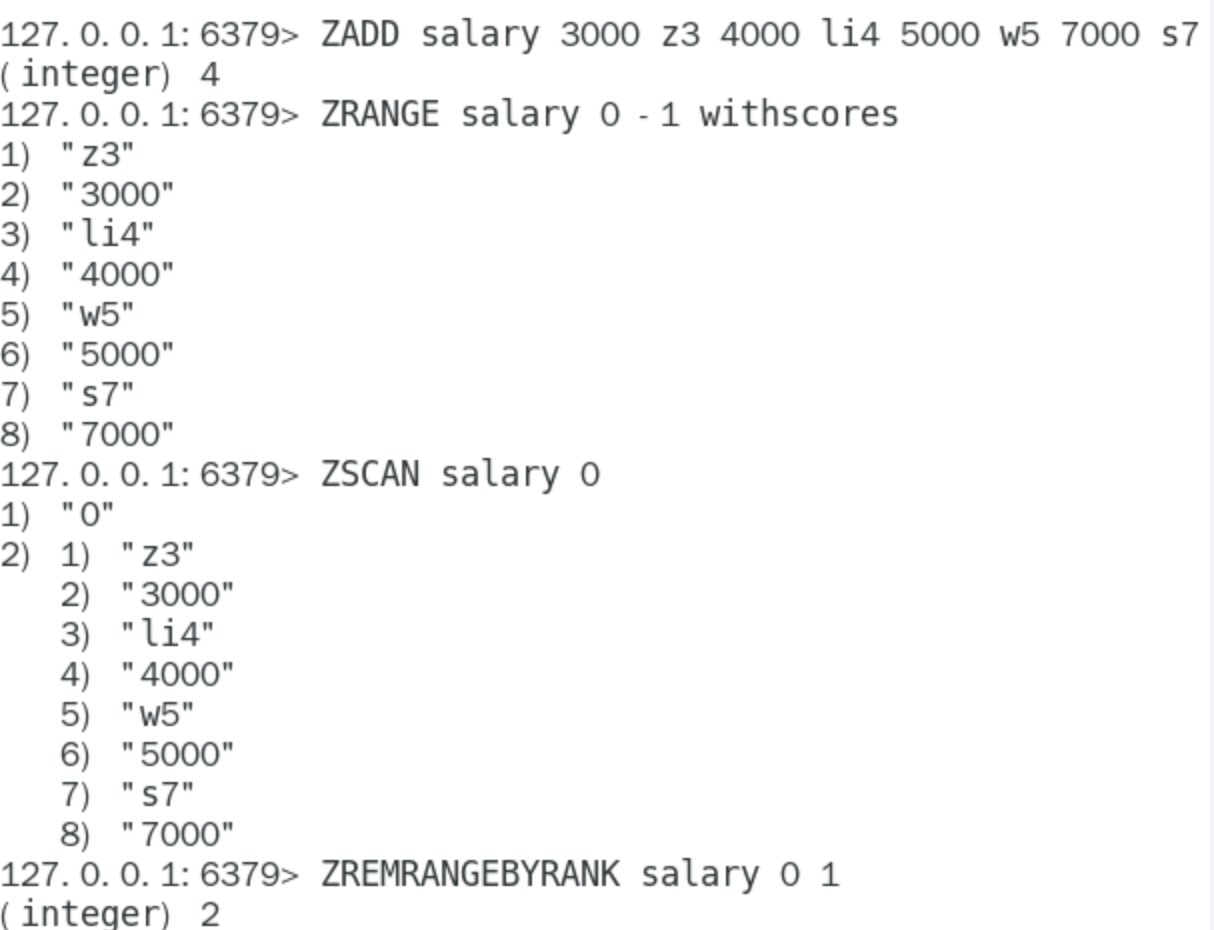 127.0.0.1:6379> ZADD salary 3000 z3 4000 li4 5000 w5 7000 s7
(integer) 4
127.0.0.1:6379> ZRANGE salary 0 -1 withscores
1) "z3"
2) "3000"
3) "li4"
4) "4000"
5) "w5"
6) "5000"
7) "s7"
8) "7000"
127.0.0.1:6379> ZSCAN salary 0
1) "0"
2) 1) "z3"
   2) "3000"
   3) "li4"
   4) "4000"
   5) "w5"
   6) "5000"
   7) "s7"
   8) "7000"
127.0.0.1:6379> ZREMRANGEBYRANK salary 0 1
(integer) 2